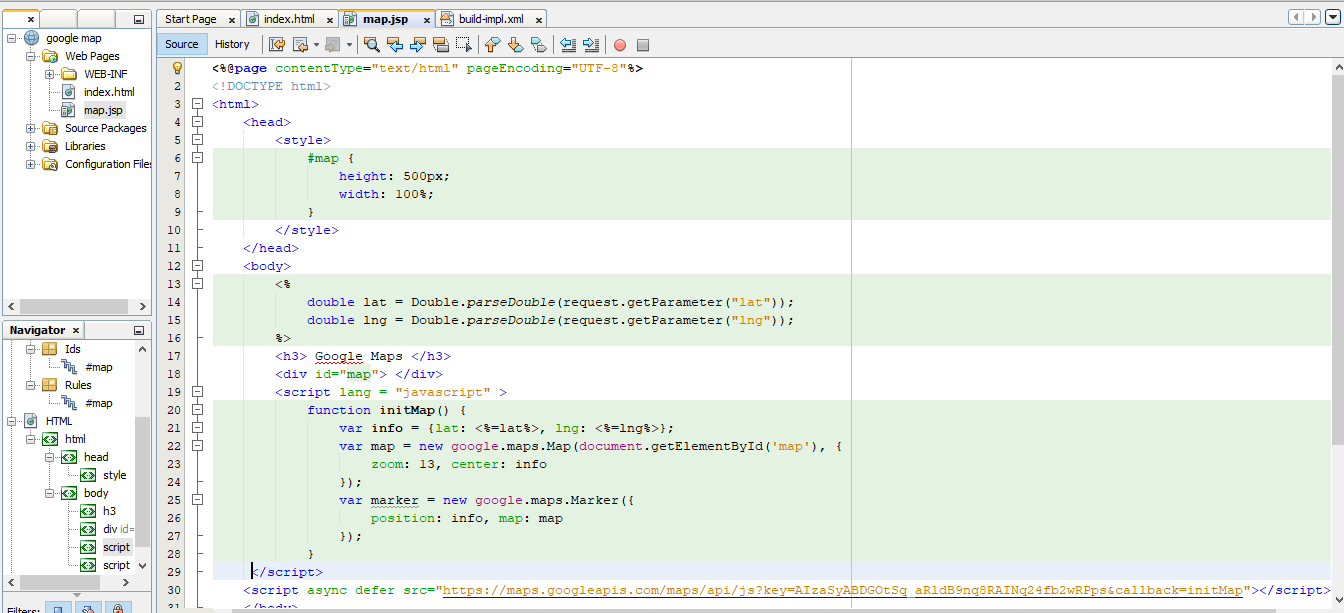 Start Page x
index.html x
map.jsp x
build-impl.xml x
google map
Web Pages
WEB-INF
index.html
map.jsp
Source Packages
Libraries
Configuration Files
Navigator x
Ids
#map
Rules
#map
HTML
html
head
style
body
h3
div id=
script
script
Filters:
Source History
1 <%@page contentType="text/html" pageEncoding="UTF-8"%>
2 <!DOCTYPE html>
3 <html>
4 <head>
5 <style>
6 #map {
7 height: 500px;
8 width: 100%;
9 }
10 </style>
11 </head>
12 <body>
13 <%
14 double lat = Double.parseDouble(request.getParameter("lat"));
15 double lng = Double.parseDouble(request.getParameter("lng"));
16 %>
17 <h3> Google Maps </h3>
18 <div id="map"> </div>
19 <script lang = "javascript" >
20 function initMap() {
21 var info = {lat: <%=lat%>, lng: <%=lng%>};
22 var map = new google.maps.Map(document.getElementById('map'), {
23 zoom: 13, center: info
24 });
25 var marker = new google.maps.Marker({
26 position: info, map: map
27 });
28 }
29 </script>
30 <script async defer src="https://maps.googleapis.com/maps/api/js?key=AIzaSyABDGOtSq_aRldB9nq8RAINq24fb2wRPps&callback=initMap"></script>
31 </body>